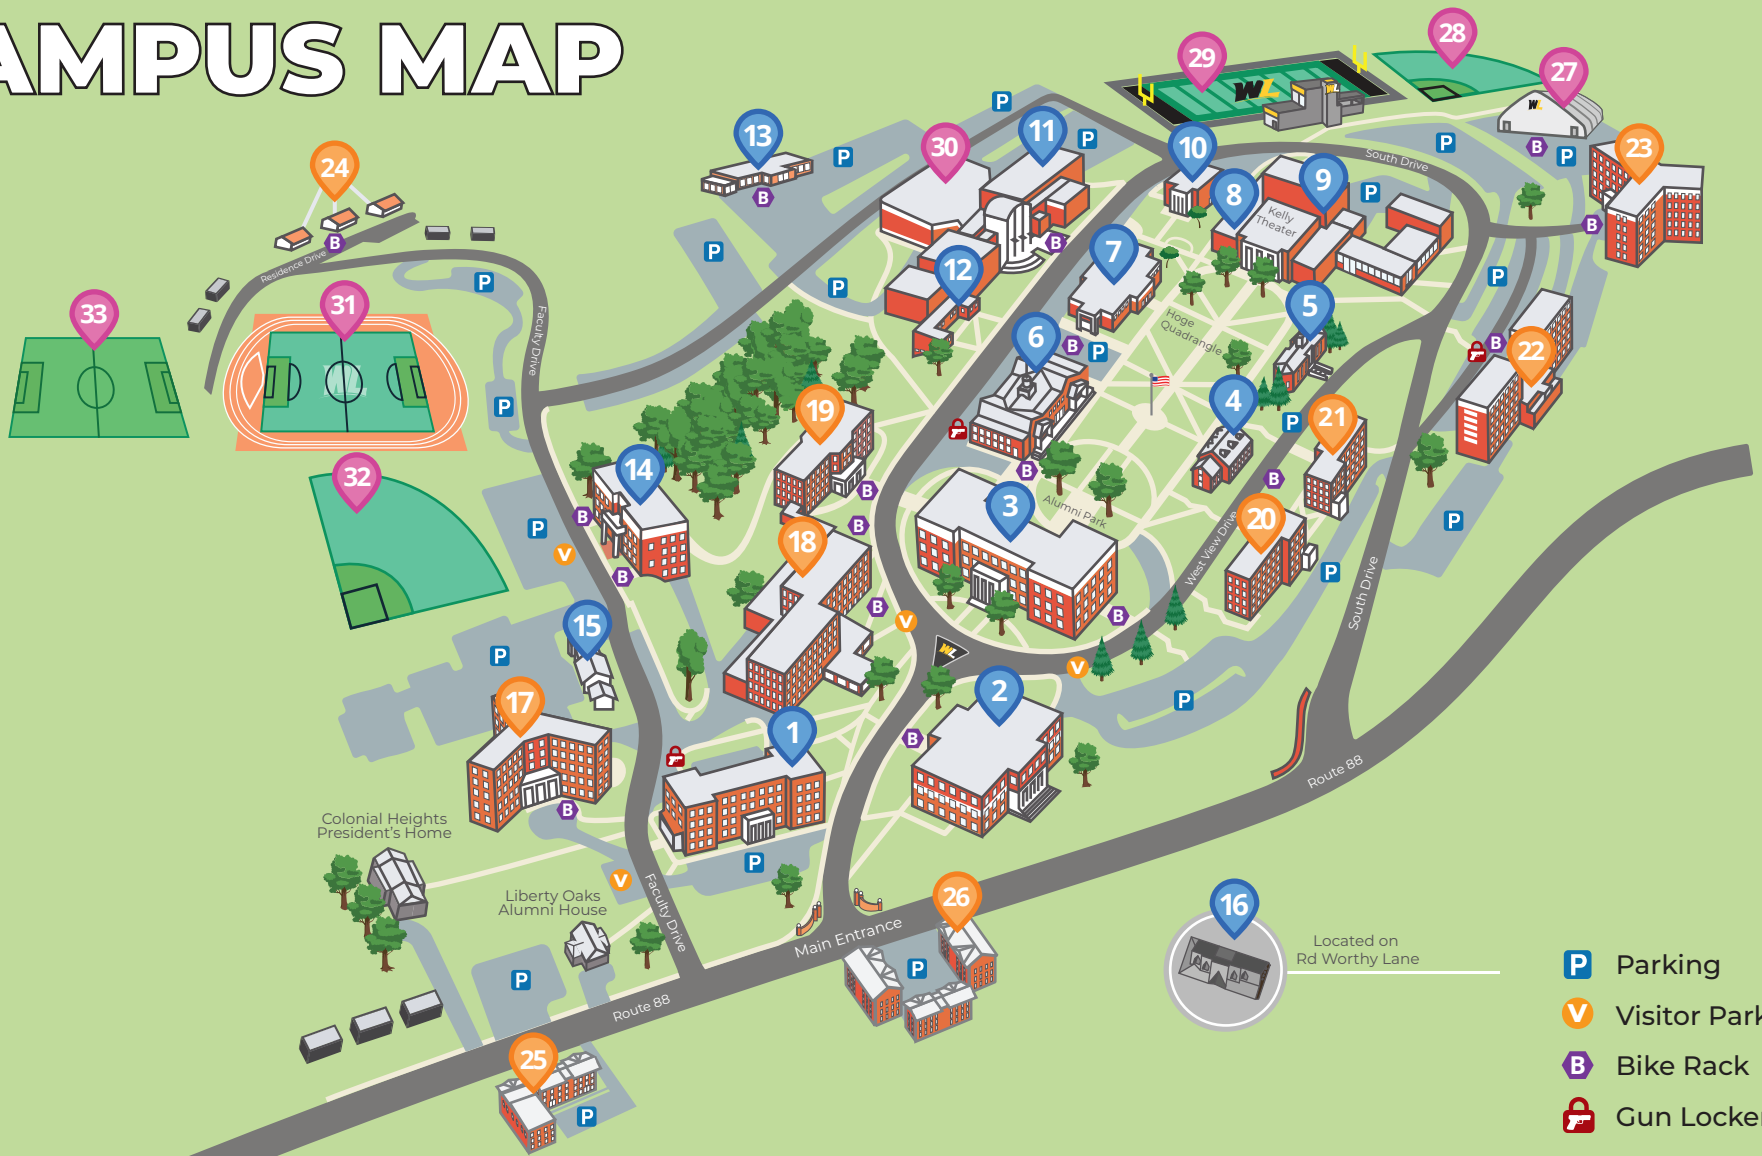 AMPUS MAP
28
29
27
13
11
P
P
10
P
P
23
30
South Drive
B
P
24
9
8
P
B
Kelly
Theater
B
B
7
B
P
12
Residence Drive
P
P
P
31
33
5
Faculty Drive
Hoge
Quadrangle
6
B
P
B
22
WL
4
P
19
P
21
14
32
B
B
B
3
Alumni Park
20
B
P
B
P
18
V
West View Drive
P
B
South Drive
B
B
15
V
WL
P
V
17
2
P
1
B
Route 88
B
Colonial Heights
President's Home
P
V
Faculty Drive
Liberty Oaks
Alumni House
26
16
Main Entrance
Located on
Rd Worthy Lane
P
P
Parking
P
Route 88
V
Visitor Park
25
B
Bike Rack
P
Gun Locker